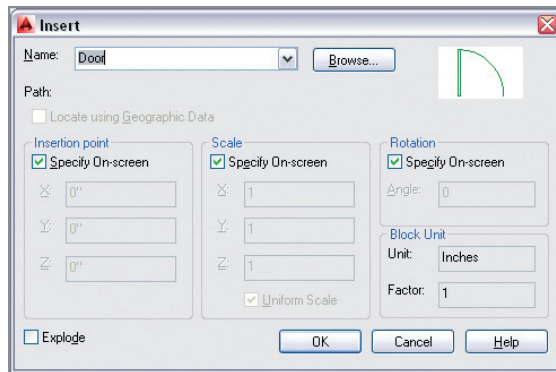 Insert
Name: Door Browse...
Path:
Locate using Geographic Data
Insertion point
Specify On-screen
X: 0"
Y: 0"
Z: 0"
Scale
Specify On-screen
X: 1
Y: 1
Z: 1
Uniform Scale
Rotation
Specify On-screen
Angle: 0
Block Unit
Unit: Inches
Factor: 1
Explode
OK Cancel Help